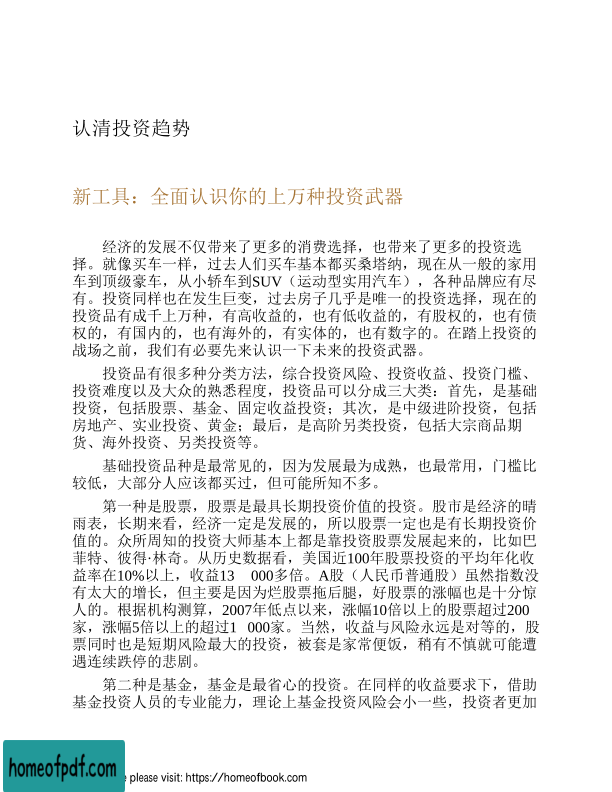 认清投资趋势
新工具：全面认识你的上万种投资武器
经济的发展不仅带来了更多的消费选择，也带来了更多的投资选
择。就像买车一样，过去人们买车基本都买桑塔纳，现在从一般的家用
车到顶级豪车，从小轿车到SUV（运动型实用汽车），各种品牌应有尽
有。投资同样也在发生巨变，过去房子几乎是唯一的投资选择，现在的
投资品有成千上万种，有高收益的，也有低收益的，有股权的，也有债
权的，有国内的，也有海外的，有实体的，也有数字的。在踏上投资的
战场之前，我们有必要先来认识一下未来的投资武器。
投资品有很多种分类方法，综合投资风险、投资收益、投资门槛、
投资难度以及大众的熟悉程度，投资品可以分成三大类：首先，是基础
投资，包括股票、基金、固定收益投资；其次，是中级进阶投资，包括
房地产、实业投资、黄金；最后，是高阶另类投资，包括大宗商品期
货、海外投资、另类投资等。
基础投资品种是最常见的，因为发展最为成熟，也最常用，门槛比
较低，大部分人应该都买过，但可能所知不多。
第一种是股票，股票是最具长期投资价值的投资。股市是经济的晴
雨表，长期来看，经济一定是发展的，所以股票一定也是有长期投资价
值的。众所周知的投资大师基本上都是靠投资股票发展起来的，比如巴
菲特、彼得·林奇。从历史数据看，美国近100年股票投资的平均年化收
益率在10%以上，收益13 000多倍。A股（人民币普通股）虽然指数没
有太大的增长，但主要是因为烂股票拖后腿，好股票的涨幅也是十分惊
人的。根据机构测算，2007年低点以来，涨幅10倍以上的股票超过200
家，涨幅5倍以上的超过1 000家。当然，收益与风险永远是对等的，股
票同时也是短期风险最大的投资，被套是家常便饭，稍有不慎就可能遭
遇连续跌停的悲剧。
第二种是基金，基金是最省心的投资。在同样的收益要求下，借助
基金投资人员的专业能力，理论上基金投资风险会小一些，投资者更加
homeofpdf.com
e please visit: https://homeofbook.com